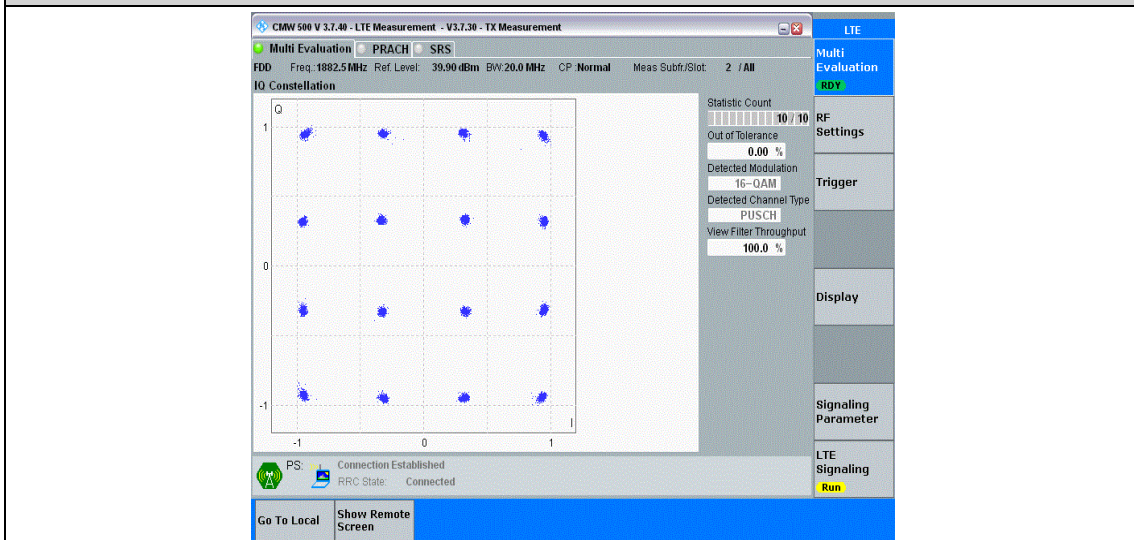 CMW 500 V 3.7.40 - LTE Measurement - V3.7.30 - TX Measurement
LTE
Multi Evaluation PRACH SRS
Multi
Evaluation
RDY
FDD Freq.:1882.5 MHz Ref. Level: 39.90 dBm BW:20.0 MHz CP :Normal Meas Subfr./Slot: 2 / All
IQ Constellation
Q
1
0
-1
I
-1 0 1
Statistic Count
10 / 10
Out of Tolerance
0.00 %
Detected Modulation
16-QAM
Detected Channel Type
PUSCH
View Filter Throughput
100.0 %
RF
Settings
Trigger
Display
Signaling
Parameter
LTE
Signaling
Run
PS: Connection Established
RRC State: Connected
Go To Local
Show Remote
Screen